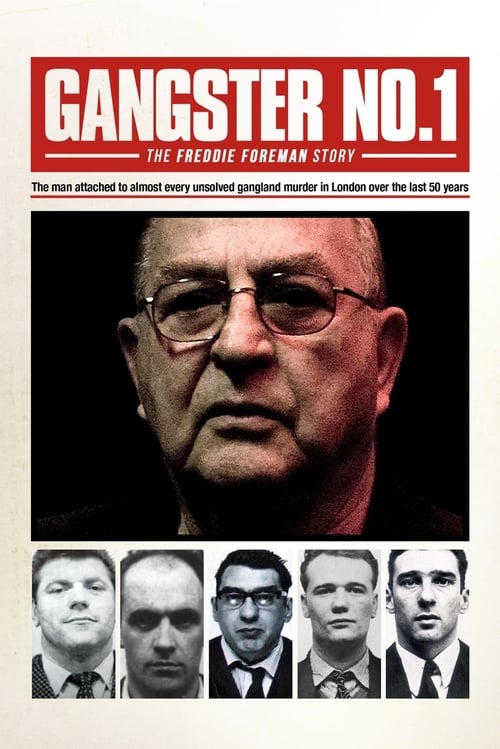 GANGSTER NO.1
THE FREDDIE FOREMAN STORY
The man attached to almost every unsolved gangland murder in London over the last 50 years